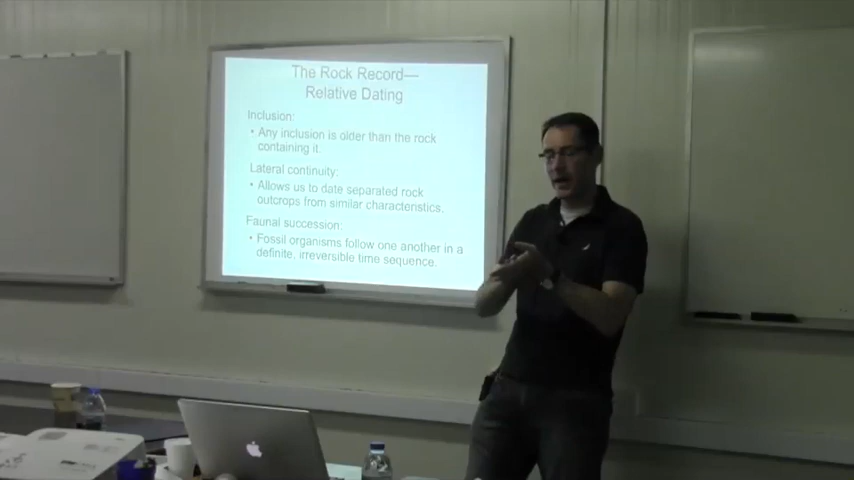 The Rock Record—
Relative Dating
Inclusion:
• Any inclusion is older than the rock
containing it.
Lateral continuity:
• Allows us to date separated rock
outcrops from similar characteristics.
Faunal succession:
• Fossil organisms follow one another in a
definite, irreversible time sequence.